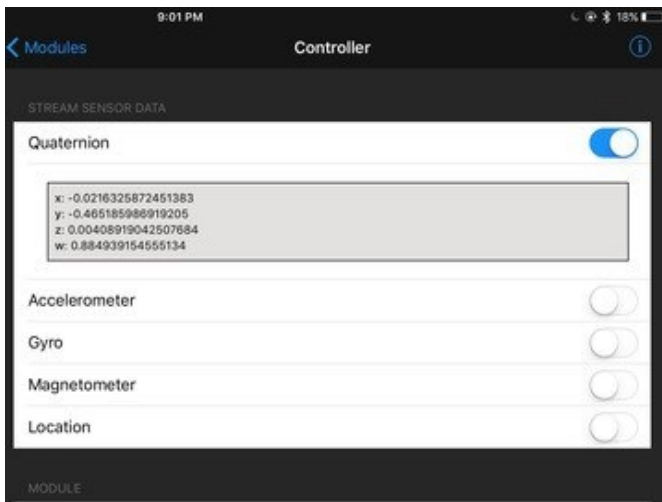 9:01 PM
18%
Modules
Controller
STREAM SENSOR DATA
Quaternion
x: -0.0216325872451383
y: -0.465185986919205
z: 0.00408919042507684
w: 0.884939154555134
Accelerometer
Gyro
Magnetometer
Location
MODULE